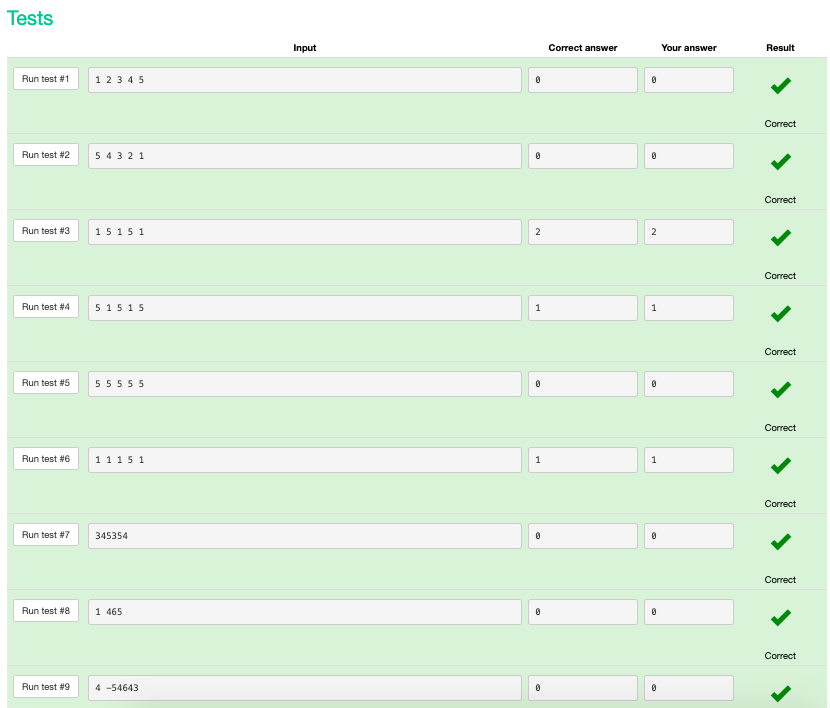 Tests
Input Correct answer Your answer Result
Run test #1 1 2 3 4 5 0 0
Correct
Run test #2 5 4 3 2 1 0 0
Correct
Run test #3 1 5 1 5 1 2 2
Correct
Run test #4 5 1 5 1 5 1 1
Correct
Run test #5 5 5 5 5 5 0 0
Correct
Run test #6 1 1 1 5 1 1 1
Correct
Run test #7 345354 0 0
Correct
Run test #8 1 465 0 0
Correct
Run test #9 4 −54643 0 0